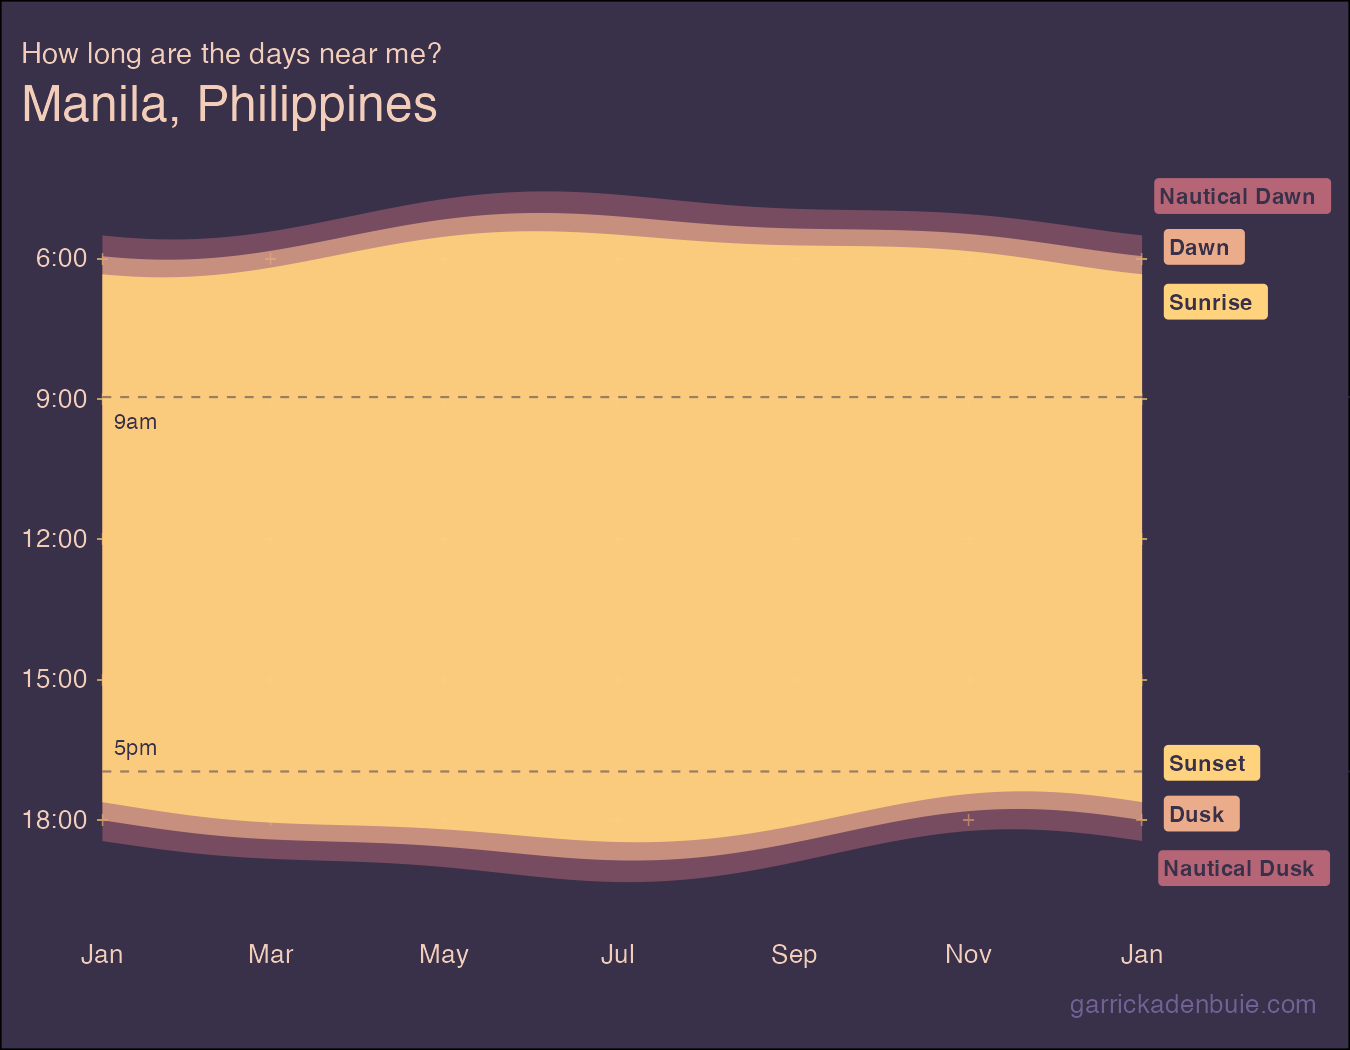 How long are the days near me?
Manila, Philippines
Nautical Dawn
Dawn
6:00
Sunrise
9:00
9am
12:00
15:00
5pm
Sunset
18:00
Dusk
Nautical Dusk
Jan Mar May Jul Sep Nov Jan
garrickadenbuie.com